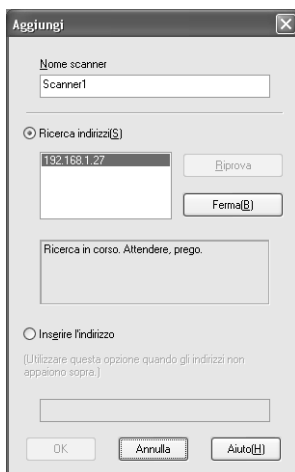 Aggiungi
Nome scanner
Scanner1
Ricerca indirizzi(S)
192.168.1.27
Riprova
Ferma(B)
Ricerca in corso. Attendere, prego.
Inserire l'indirizzo
(Utilizzare questa opzione quando gli indirizzi non
appaiono sopra.)
OK
Annulla
Aiuto(H)